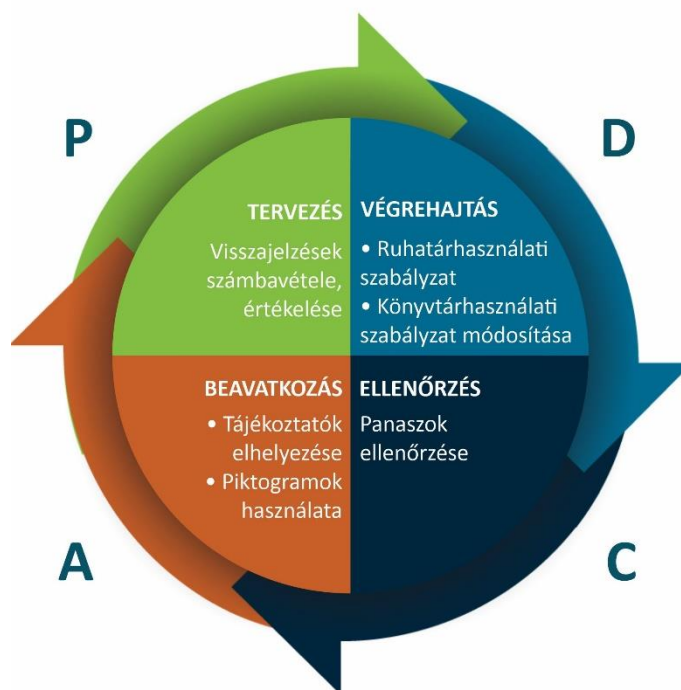 P
D
TERVEZÉS
Visszajelzések
számbavétele,
értékelése
VÉGREHAJTÁS
• Ruhatárhasználati
szabályzat
• Könyvtárhasználati
szabályzat módosítása
BEAVATKOZÁS
• Tájékoztatók
elhelyezése
• Piktogramok
használata
ELLENŐRZÉS
Panaszok
ellenőrzése
A
C